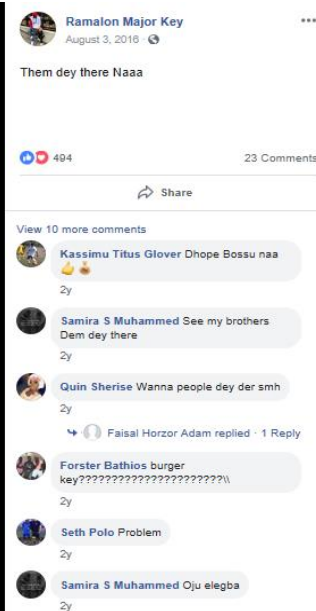 Ramalon Major Key
August 3, 2016
Them dey there Naaa
494 23 Comments
Share
View 10 more comments
Kassimu Titus Glover Dhope Bossu naa
2y
Samira S Muhammed See my brothers
Dem dey there
2y
Quin Sherise Wanna people dey der smh
2y
Faisal Horzor Adam replied · 1 Reply
Forster Bathios burger
key??????????????????????\\
2y
Seth Polo Problem
2y
Samira S Muhammed Oju elegba
2y